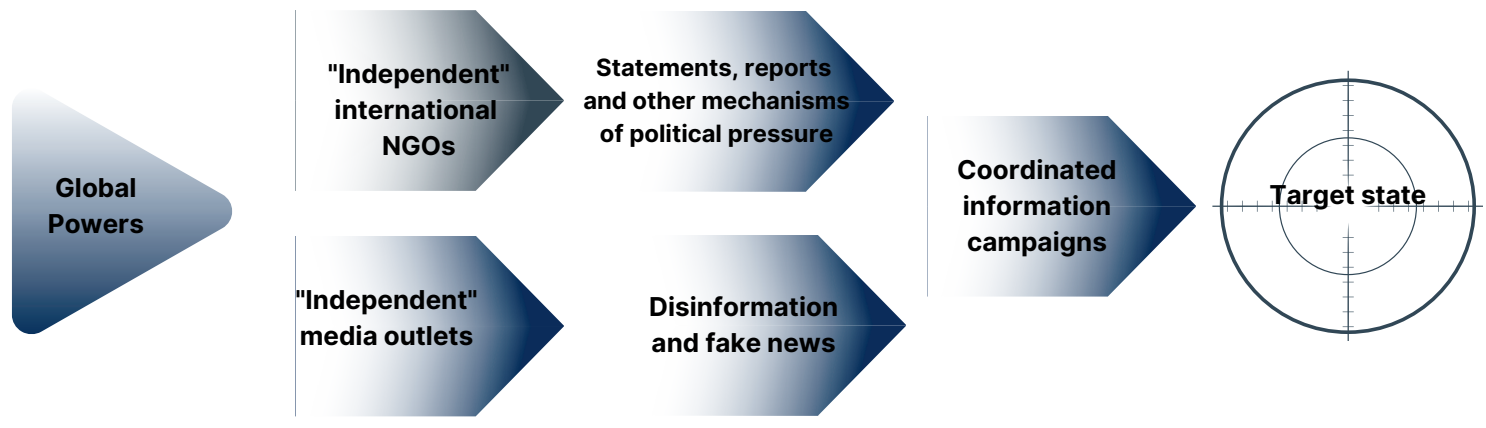 Global
Powers
"Independent"
international
NGOs
Statements, reports
and other mechanisms
of political pressure
"Independent"
media outlets
Disinformation
and fake news
Coordinated
information
campaigns
Target state